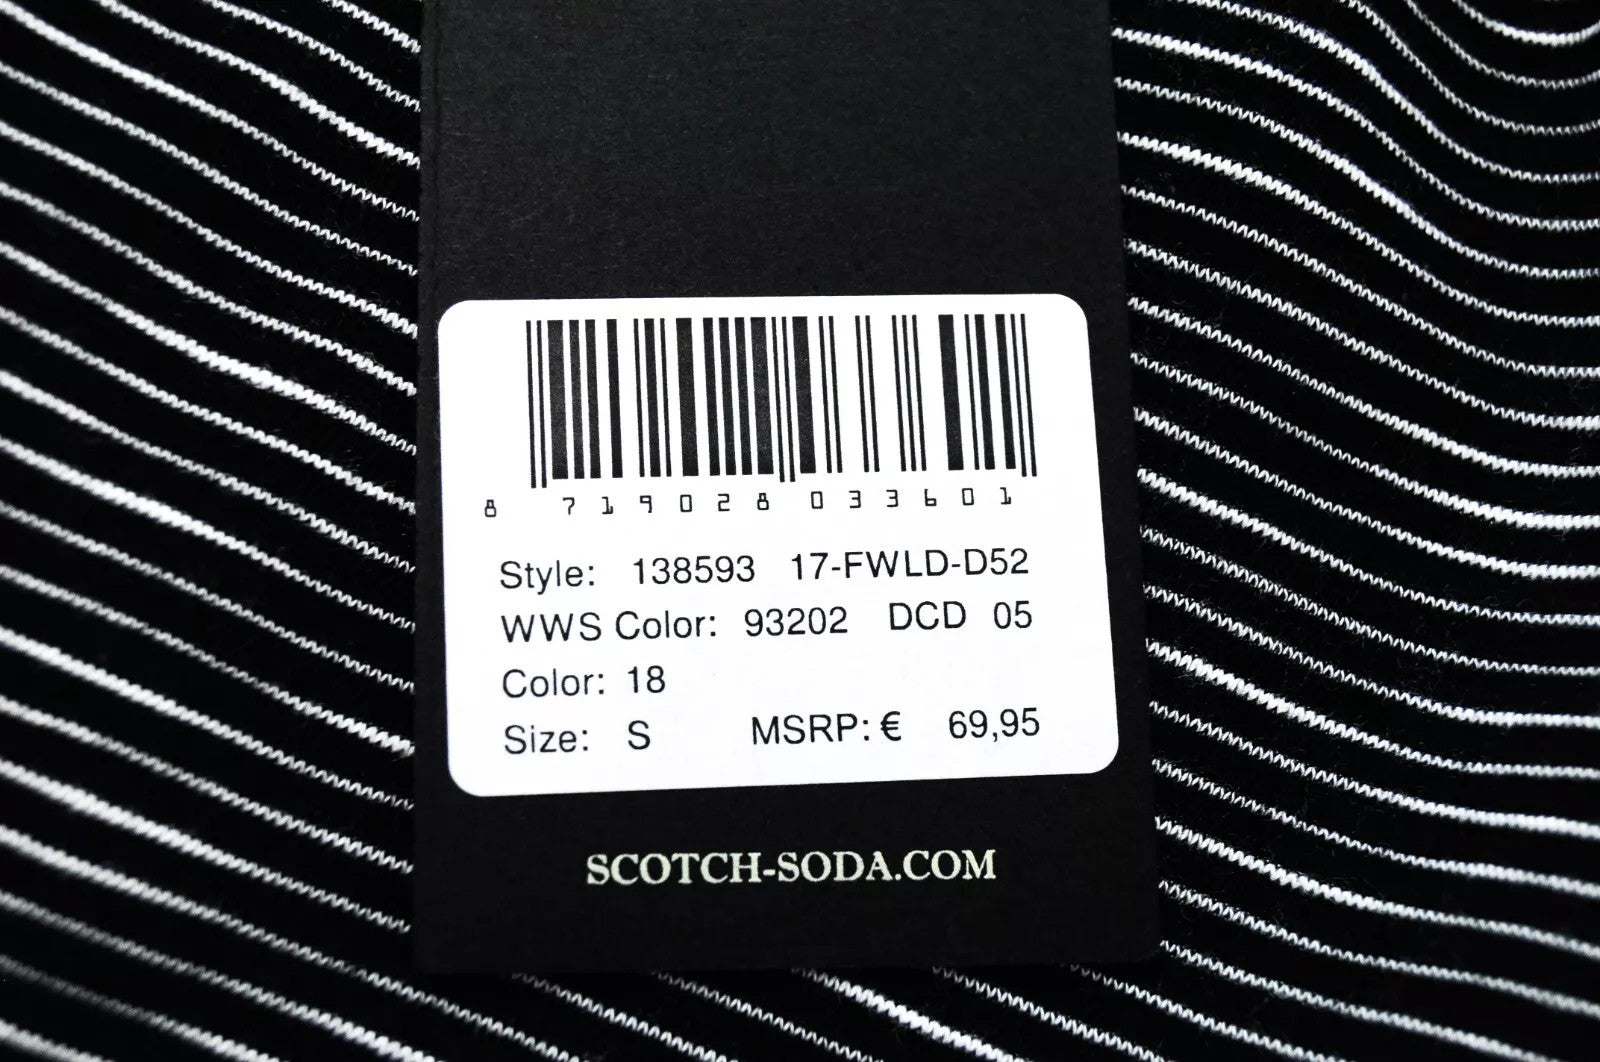 8 719028 033601
Style: 138593 17-FWLD-D52
WWS Color: 93202 DCD 05
Color: 18
Size: S MSRP: € 69,95
SCOTCH-SODA.COM